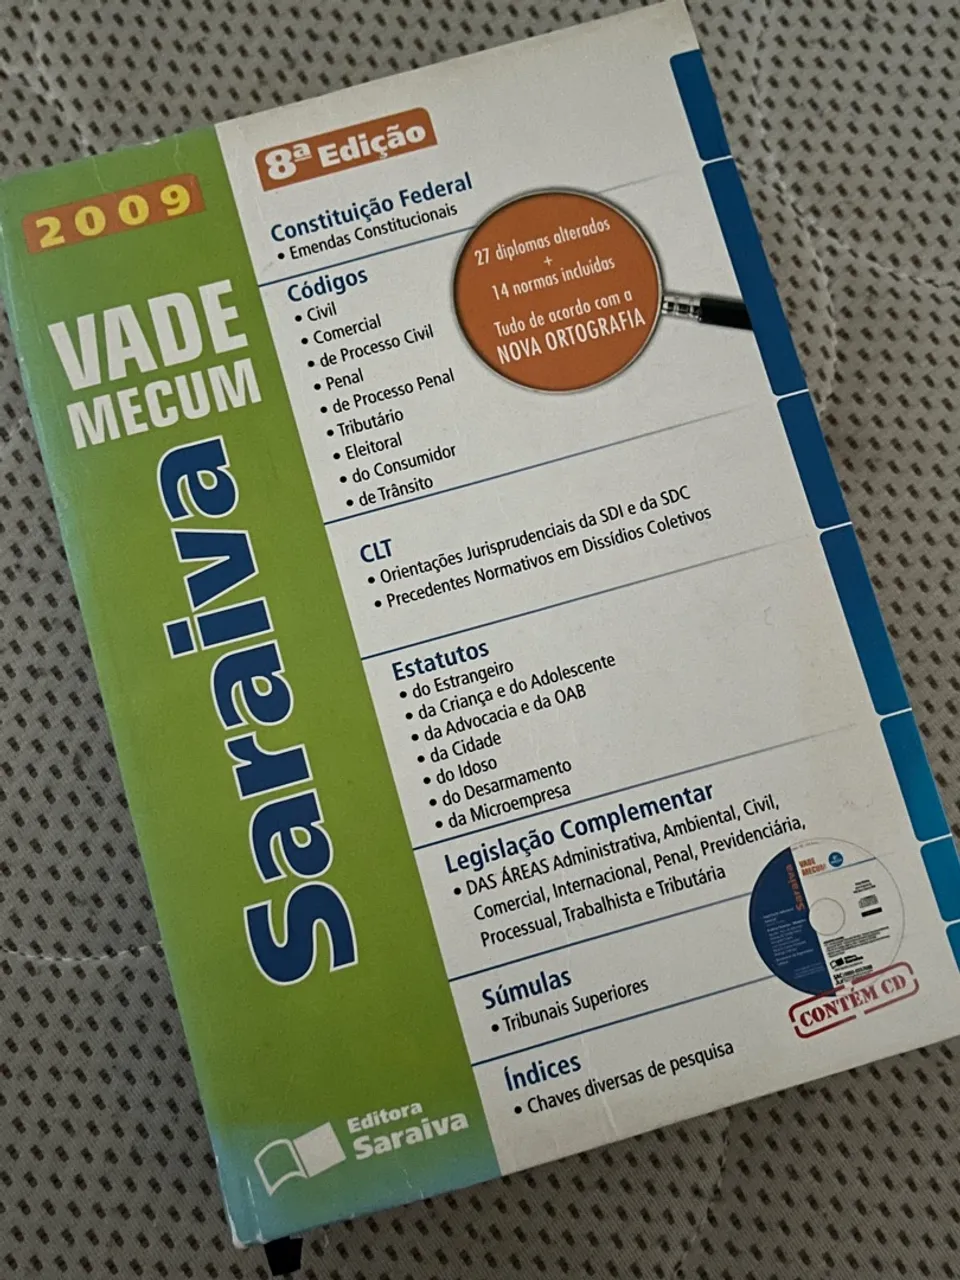 2009
VADE
MECUM
Saraiva
Editora
Saraiva
8ª Edição
Constituição Federal
• Emendas Constitucionais
Códigos
• Civil
• Comercial
• de Processo Civil
• Penal
• de Processo Penal
• Tributário
• Eleitoral
• do Consumidor
• de Trânsito
27 diplomas alterados
+
14 normas incluídas
Tudo de acordo com a
NOVA ORTOGRAFIA
CLT
• Orientações Jurisprudenciais da SDI e da SDC
• Precedentes Normativos em Dissídios Coletivos
Estatutos
• do Estrangeiro
• da Criança e do Adolescente
• da Advocacia e da OAB
• da Cidade
• do Idoso
• do Desarmamento
• da Microempresa
Legislação Complementar
• DAS ÁREAS Administrativa, Ambiental, Civil,
Comercial, Internacional, Penal, Previdenciária,
Processual, Trabalhista e Tributária
Súmulas
• Tribunais Superiores
Índices
• Chaves diversas de pesquisa
Saraiva
VADE
MECUM
CONTÉM CD